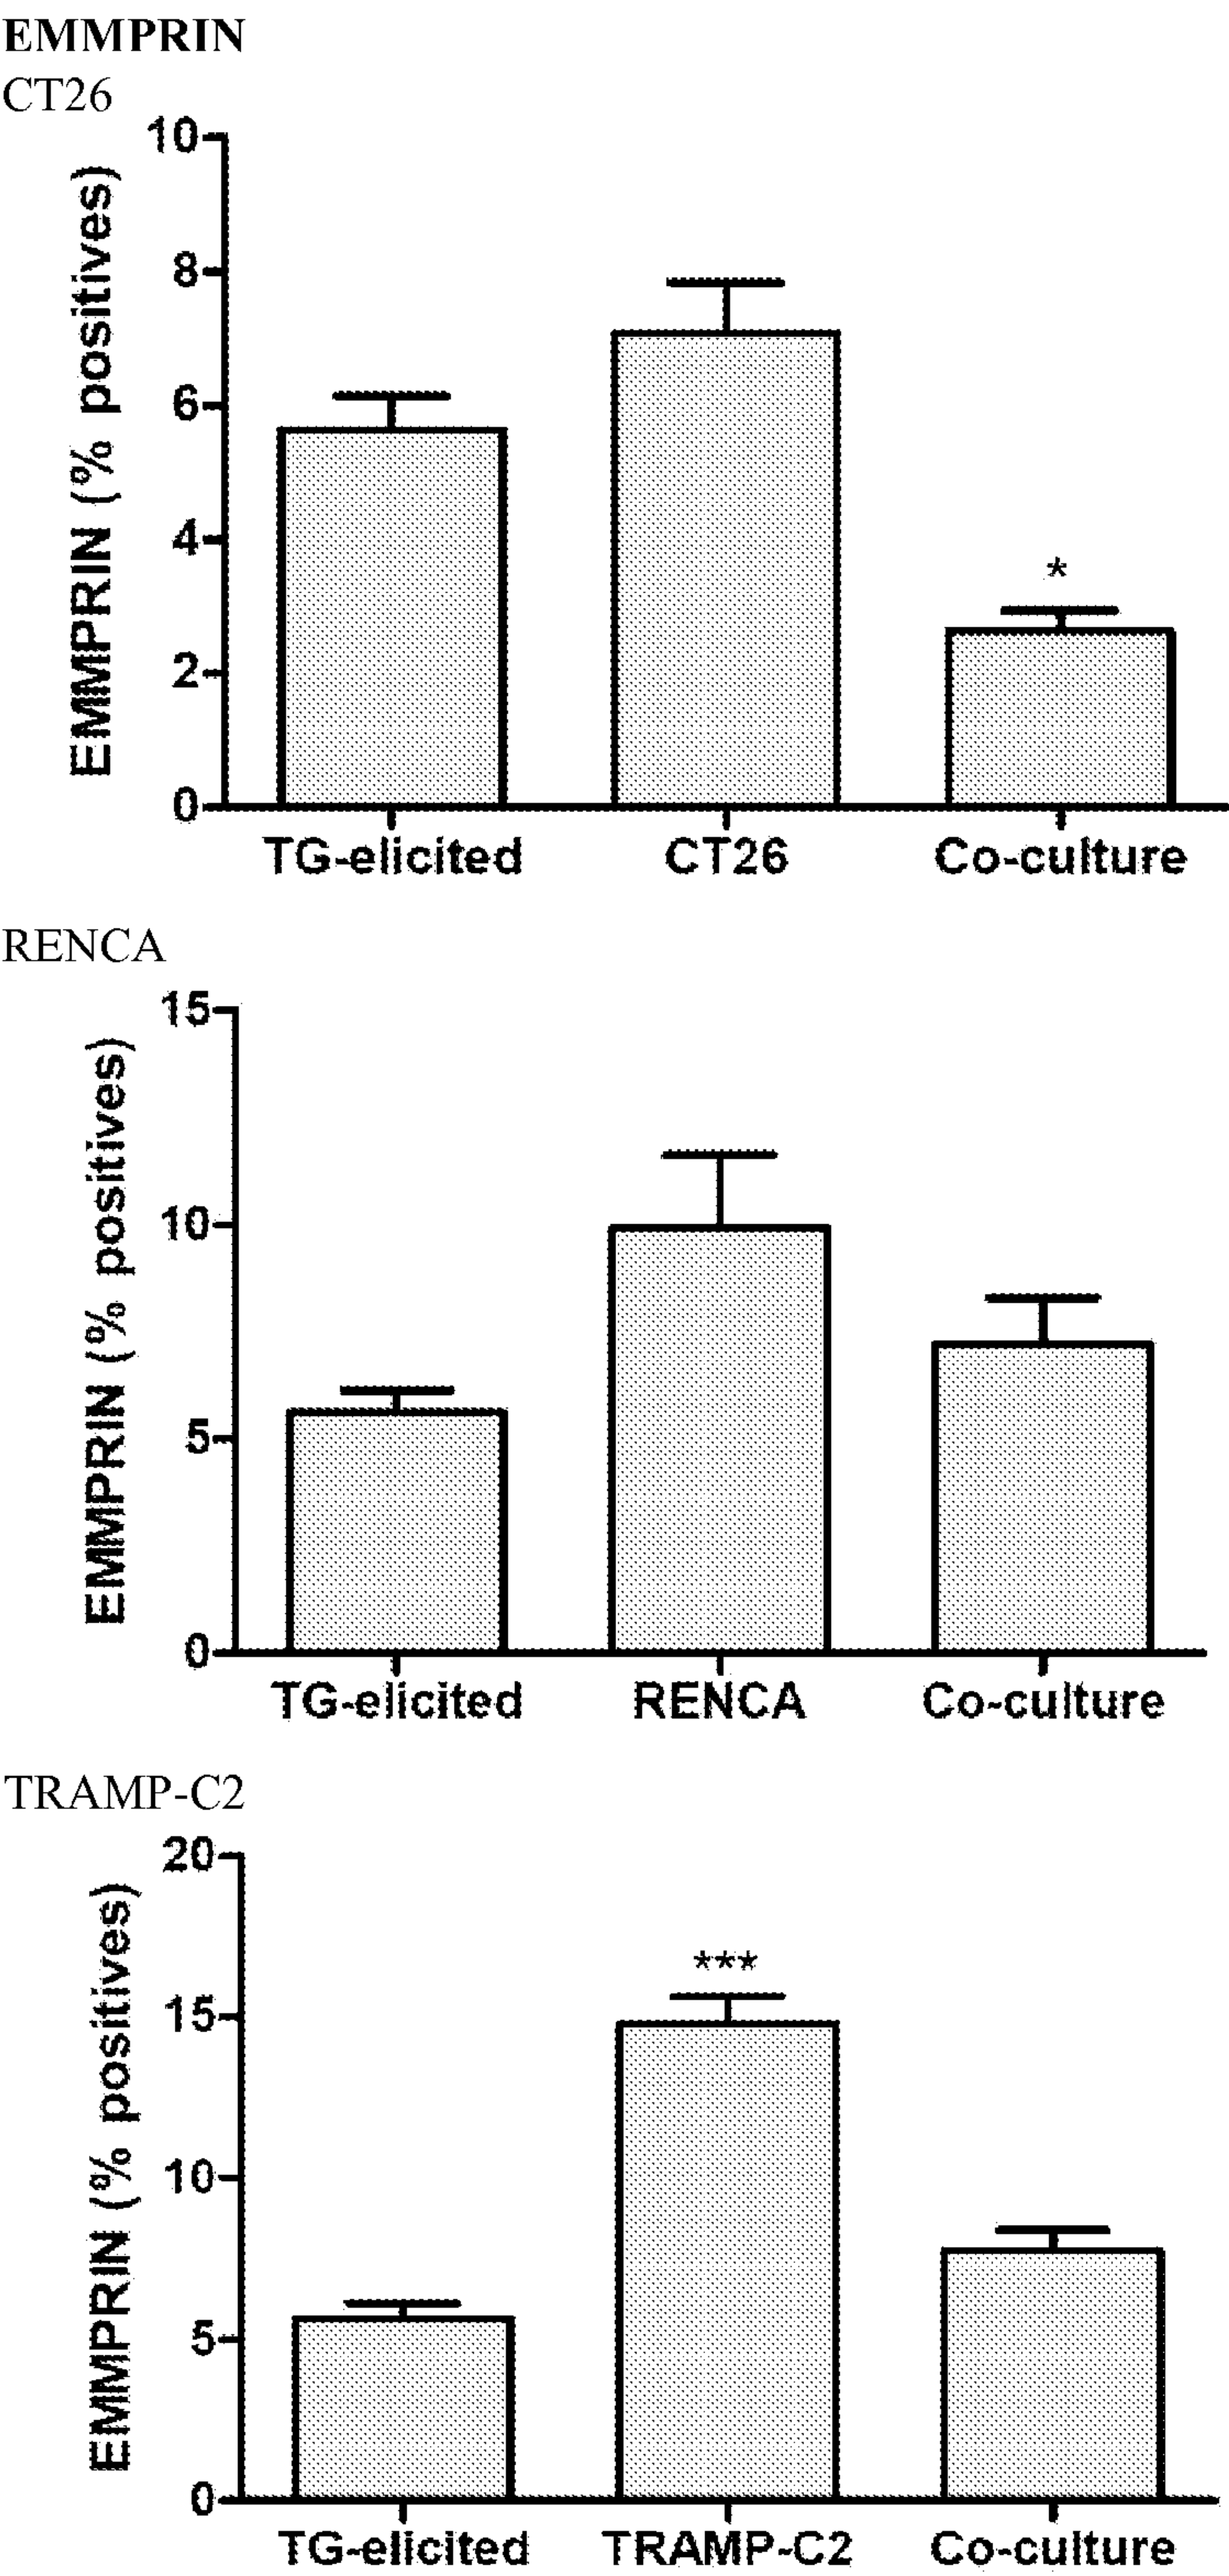 EMMPRIN
CT26
EMMPRIN (% positives)
10
8
6
4
2
0
*
TG-elicited CT26 Co-culture
RENCA
EMMPRIN (% positives)
15
10
5
0
TG-elicited RENCA Co-culture
TRAMP-C2
EMMPRIN (% positives)
20
15
10
5
0
***
TG-elicited TRAMP-C2 Co-culture